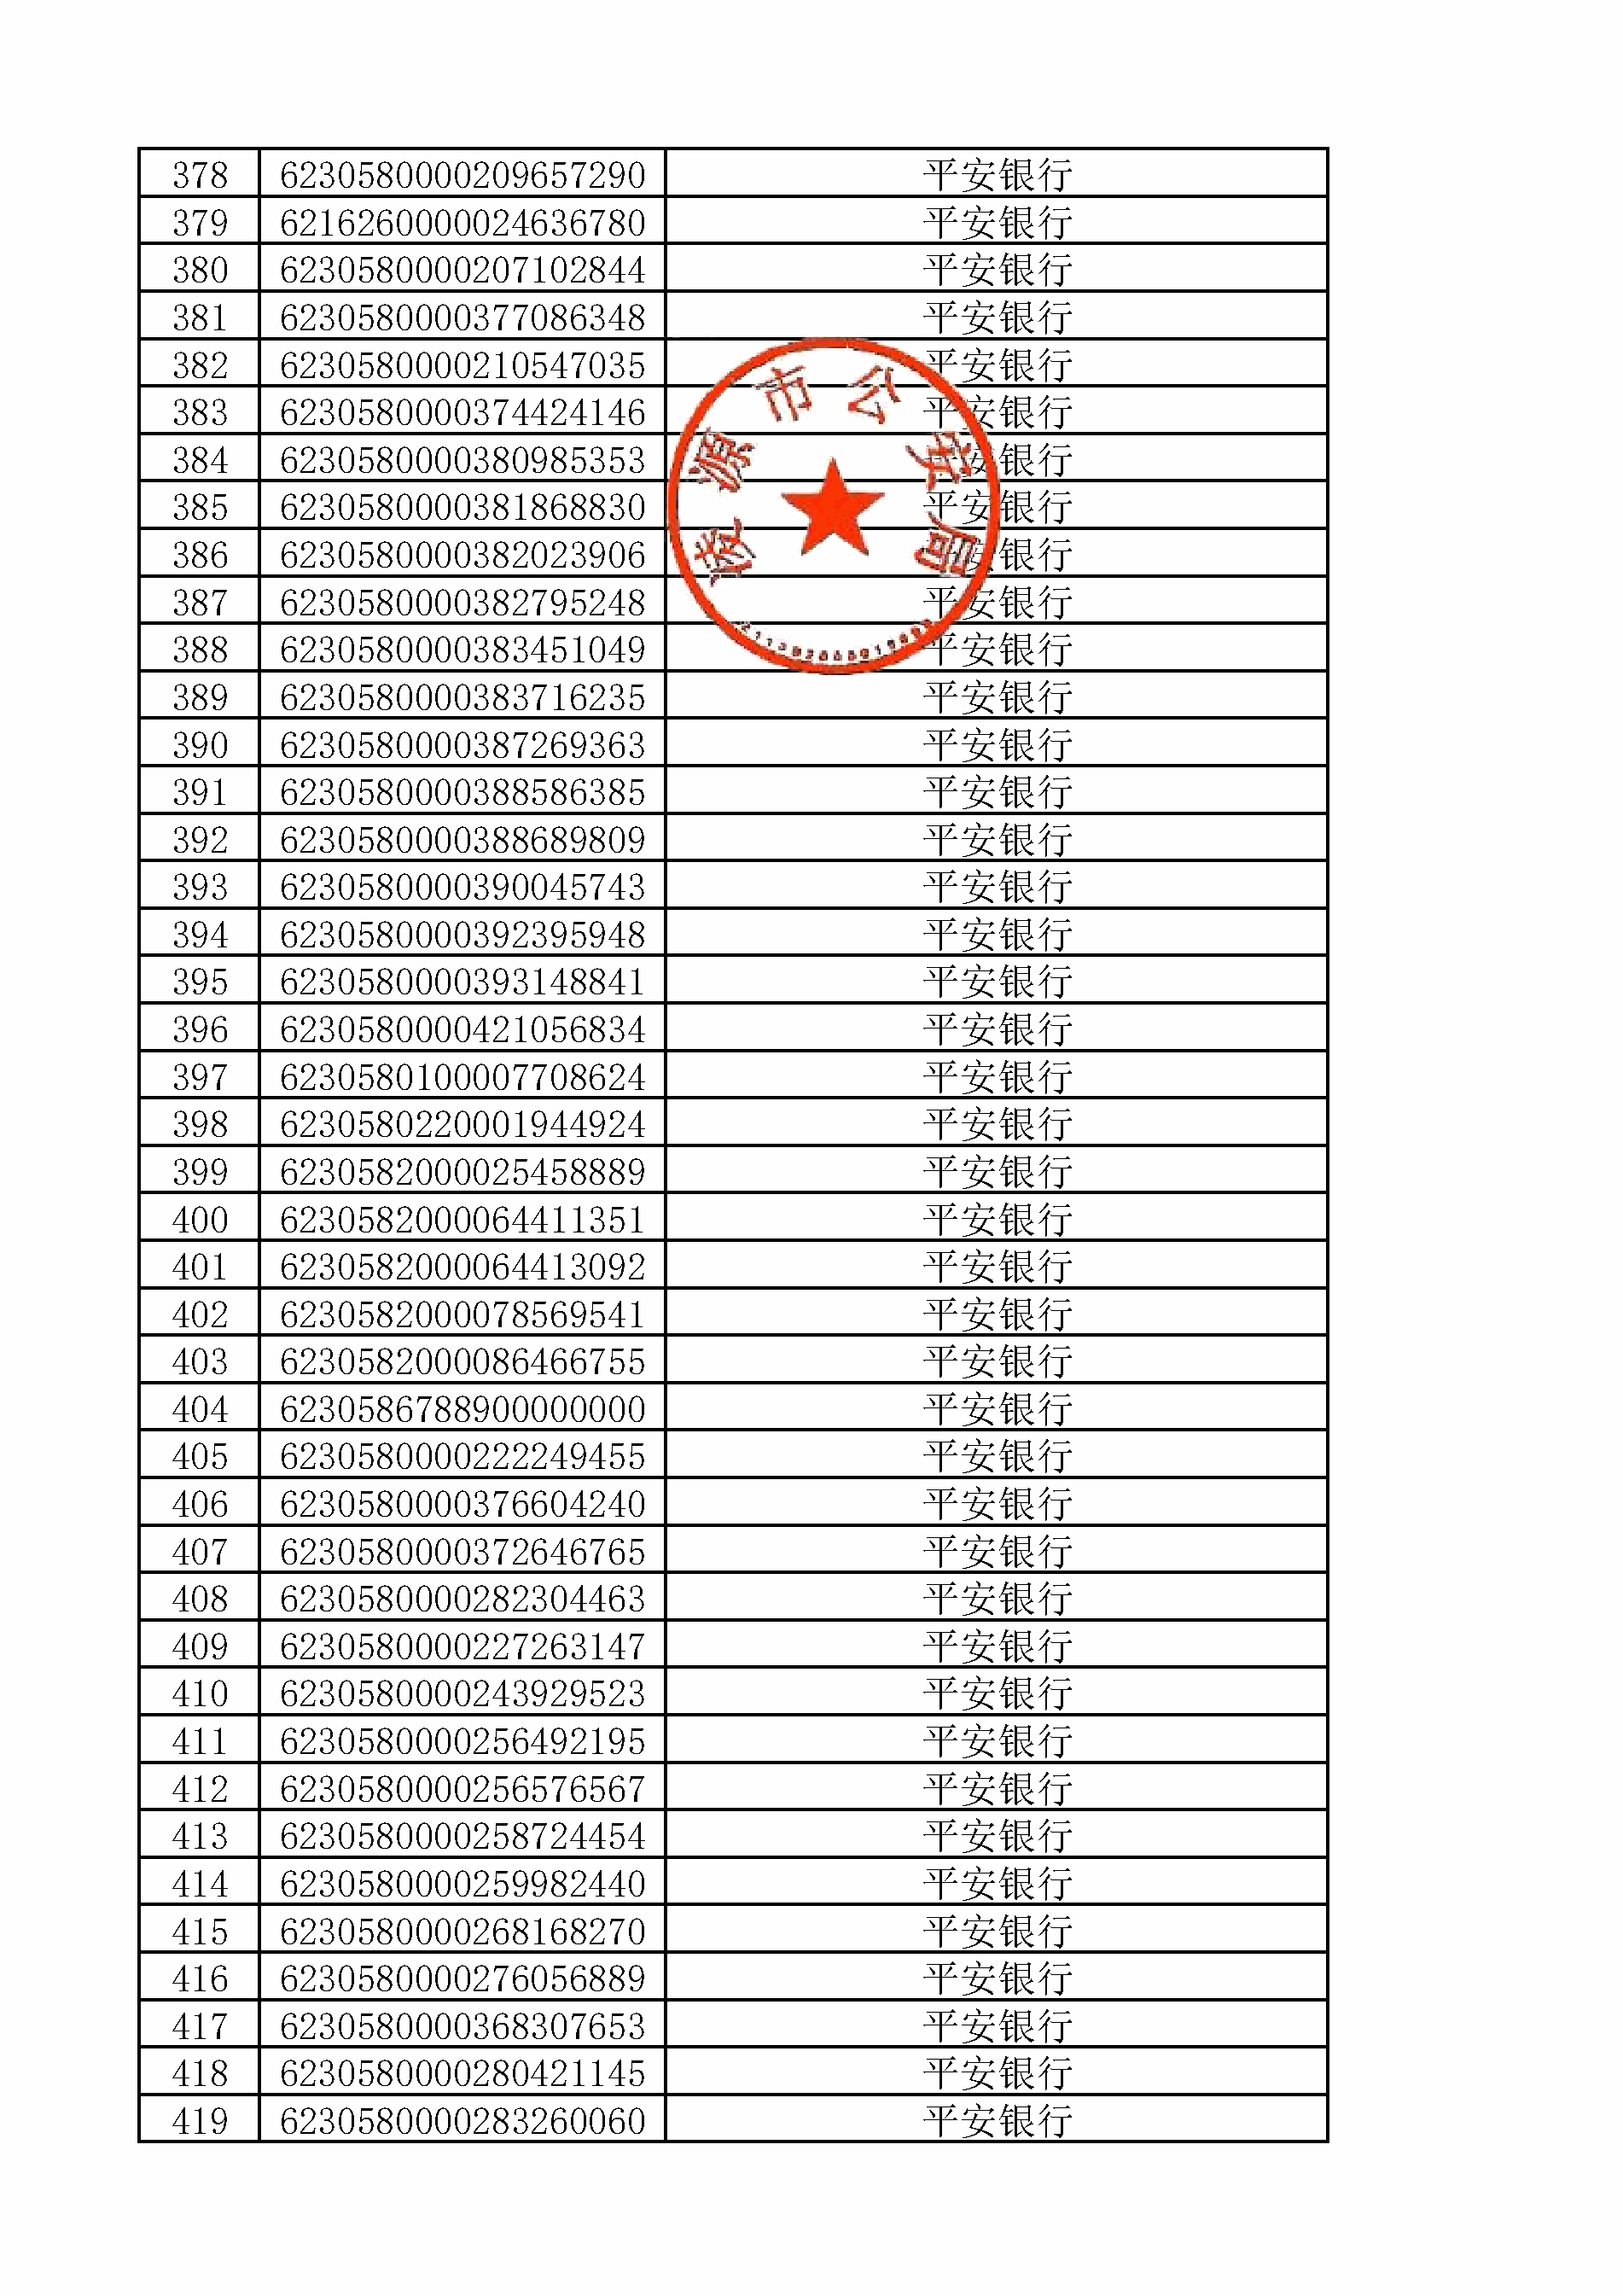 378 6230580000209657290 平安银行
379 6216260000024636780 平安银行
380 6230580000207102844 平安银行
381 6230580000377086348 平安银行
382 6230580000210547035 平安银行
383 6230580000374424146 平安银行
384 6230580000380985353 平安银行
385 6230580000381868830 平安银行
386 6230580000382023906 平安银行
387 6230580000382795248 平安银行
388 6230580000383451049 平安银行
389 6230580000383716235 平安银行
390 6230580000387269363 平安银行
391 6230580000388586385 平安银行
392 6230580000388689809 平安银行
393 6230580000390045743 平安银行
394 6230580000392395948 平安银行
395 6230580000393148841 平安银行
396 6230580000421056834 平安银行
397 6230580100007708624 平安银行
398 6230580220001944924 平安银行
399 6230582000025458889 平安银行
400 6230582000064411351 平安银行
401 6230582000064413092 平安银行
402 6230582000078569541 平安银行
403 6230582000086466755 平安银行
404 6230586788900000000 平安银行
405 6230580000222249455 平安银行
406 6230580000376604240 平安银行
407 6230580000372646765 平安银行
408 6230580000282304463 平安银行
409 6230580000227263147 平安银行
410 6230580000243929523 平安银行
411 6230580000256492195 平安银行
412 6230580000256576567 平安银行
413 6230580000258724454 平安银行
414 6230580000259982440 平安银行
415 6230580000268168270 平安银行
416 6230580000276056889 平安银行
417 6230580000368307653 平安银行
418 6230580000280421145 平安银行
419 6230580000283260060 平安银行
凌源市公安局